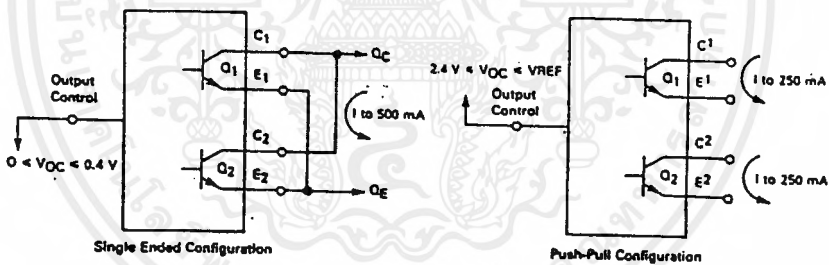 C1
QC
Q1
E1
Output
Control
1 to 500 mA
C2
0 < VOC < 0.4 V
Q2
E2
QE
Single Ended Configuration
C1
2.4 V < VOC < VREF
Q1
E1
1 to 250 mA
Output
Control
C2
Q2
E2
1 to 250 mA
Push-Pull Configuration